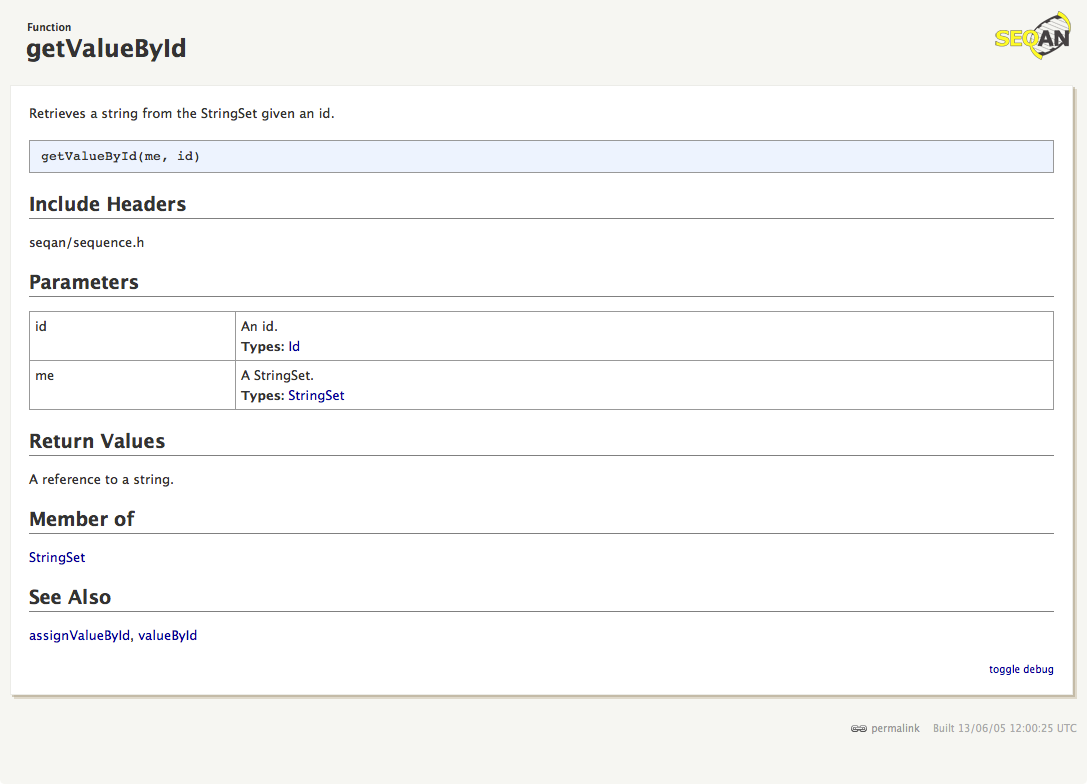 Function
getValueById
SEQAN
Retrieves a string from the StringSet given an id.
getValueById(me, id)
Include Headers
seqan/sequence.h
Parameters
id
An id.
Types: Id
me
A StringSet.
Types: StringSet
Return Values
A reference to a string.
Member of
StringSet
See Also
assignValueById, valueById
toggle debug
permalink Built 13/06/05 12:00:25 UTC